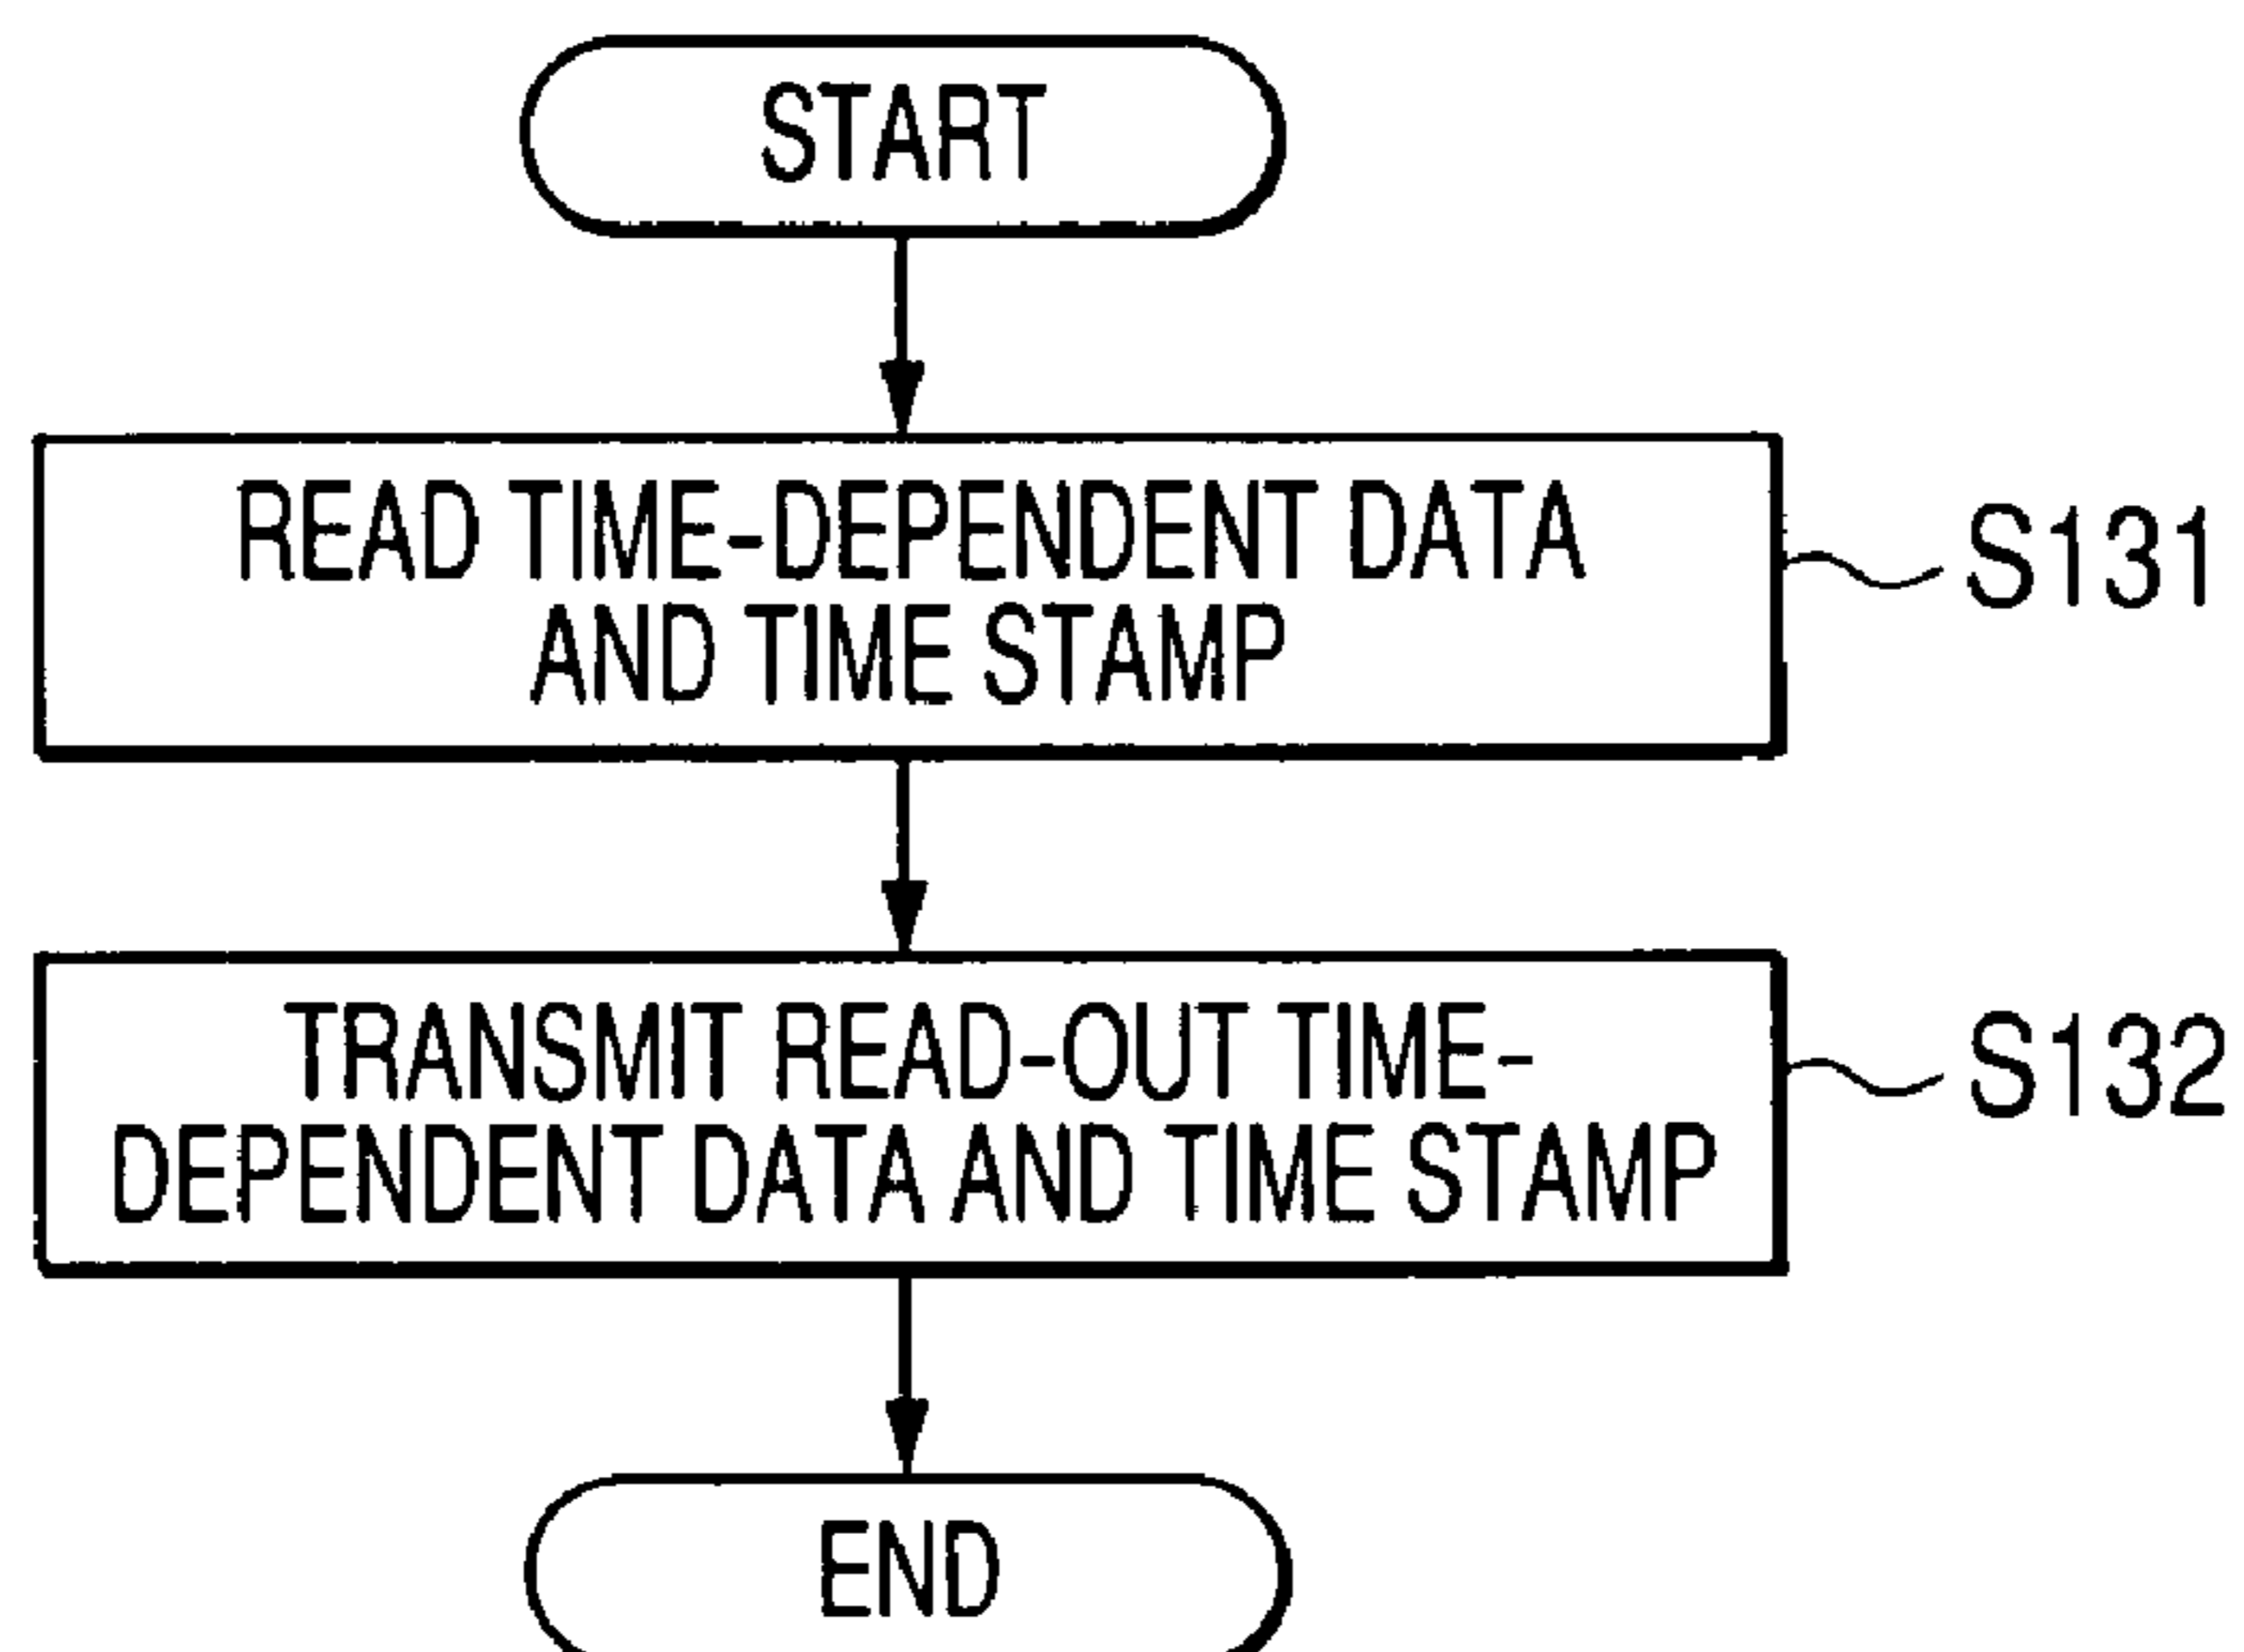 START
READ TIME-DEPENDENT DATA
AND TIME STAMP
S131
TRANSMIT READ-OUT TIME-
DEPENDENT DATA AND TIME STAMP
S132
END